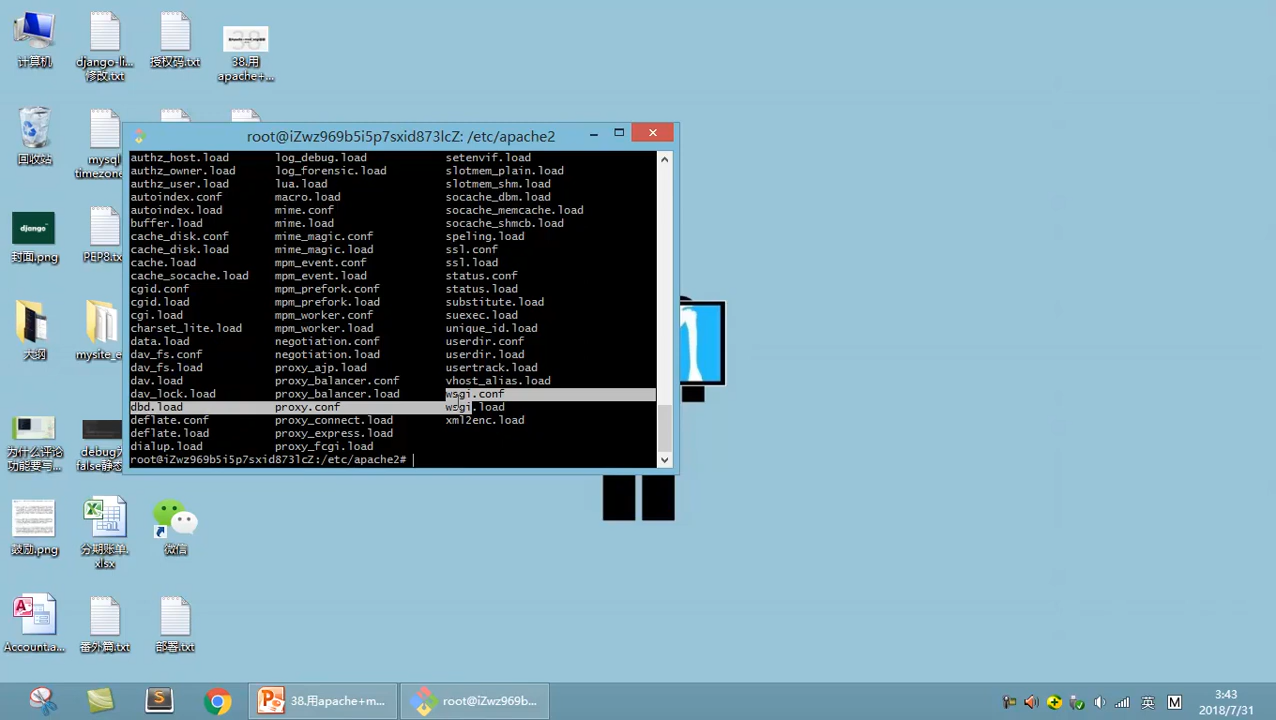 计算机
django-li...
修改.txt
授权码.txt
38.用
apache+...
回收站
mysql
timezone
root@iZwz969b5i5p7sxid873lcZ: /etc/apache2
authz_host.load log_debug.load setenvif.load
authz_owner.load log_forensic.load slotmem_plain.load
authz_user.load lua.load slotmem_shm.load
autoindex.conf macro.load socache_dbm.load
autoindex.load mime.conf socache_memcache.load
buffer.load mime.load socache_shmcb.load
cache_disk.conf mime_magic.conf speling.load
cache_disk.load mime_magic.load ssl.conf
cache.load mpm_event.conf ssl.load
cache_socache.load mpm_event.load status.conf
cgid.conf mpm_prefork.conf status.load
cgid.load mpm_prefork.load substitute.load
cgi.load mpm_worker.conf suexec.load
charset_lite.load mpm_worker.load unique_id.load
data.load negotiation.conf userdir.conf
dav_fs.conf negotiation.load userdir.load
dav_fs.load proxy_ajp.load usertrack.load
dav.load proxy_balancer.conf vhost_alias.load
dav_lock.load proxy_balancer.load wsgi.conf
dbd.load proxy.conf wsgi.load
deflate.conf proxy_connect.load xml2enc.load
deflate.load proxy_express.load
dialup.load proxy_fcgi.load
root@iZwz969b5i5p7sxid873lcZ:/etc/apache2#
django
封面.png
PEP8.tx
大纲
mysite_e
为什么评论
功能要写...
debug为
false静态
鼓励.png
分期账单.
xlsx
微信
Account.a...
番外篇.txt
部署.txt
38.用apache+m...
root@iZwz969b...
英
M
3:43
2018/7/31